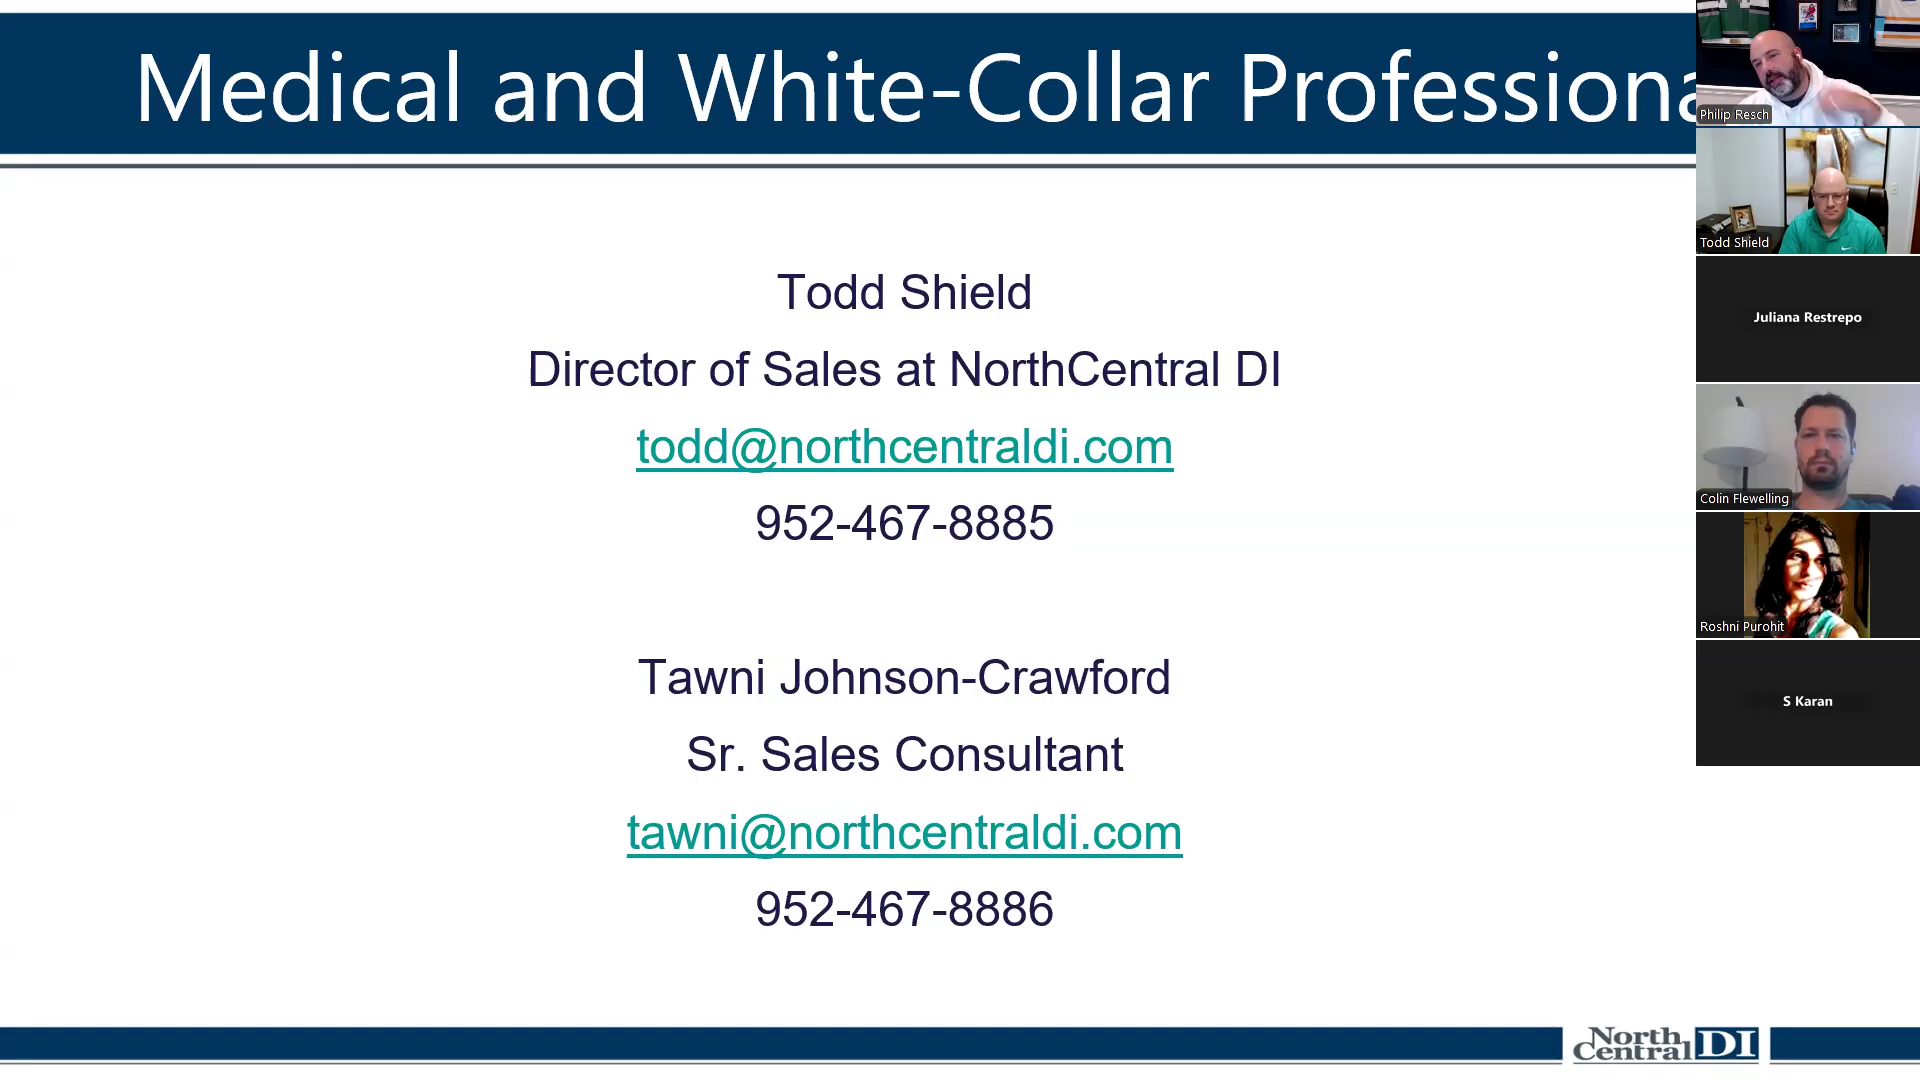 Medical and White-Collar Professiona
Todd Shield
Director of Sales at NorthCentral DI
todd@northcentraldi.com
952-467-8885
Tawni Johnson-Crawford
Sr. Sales Consultant
tawni@northcentraldi.com
952-467-8886
North
Central DI
Philip Resch
Todd Shield
Juliana Restrepo
Colin Flewelling
Roshni Purohit
S Karan